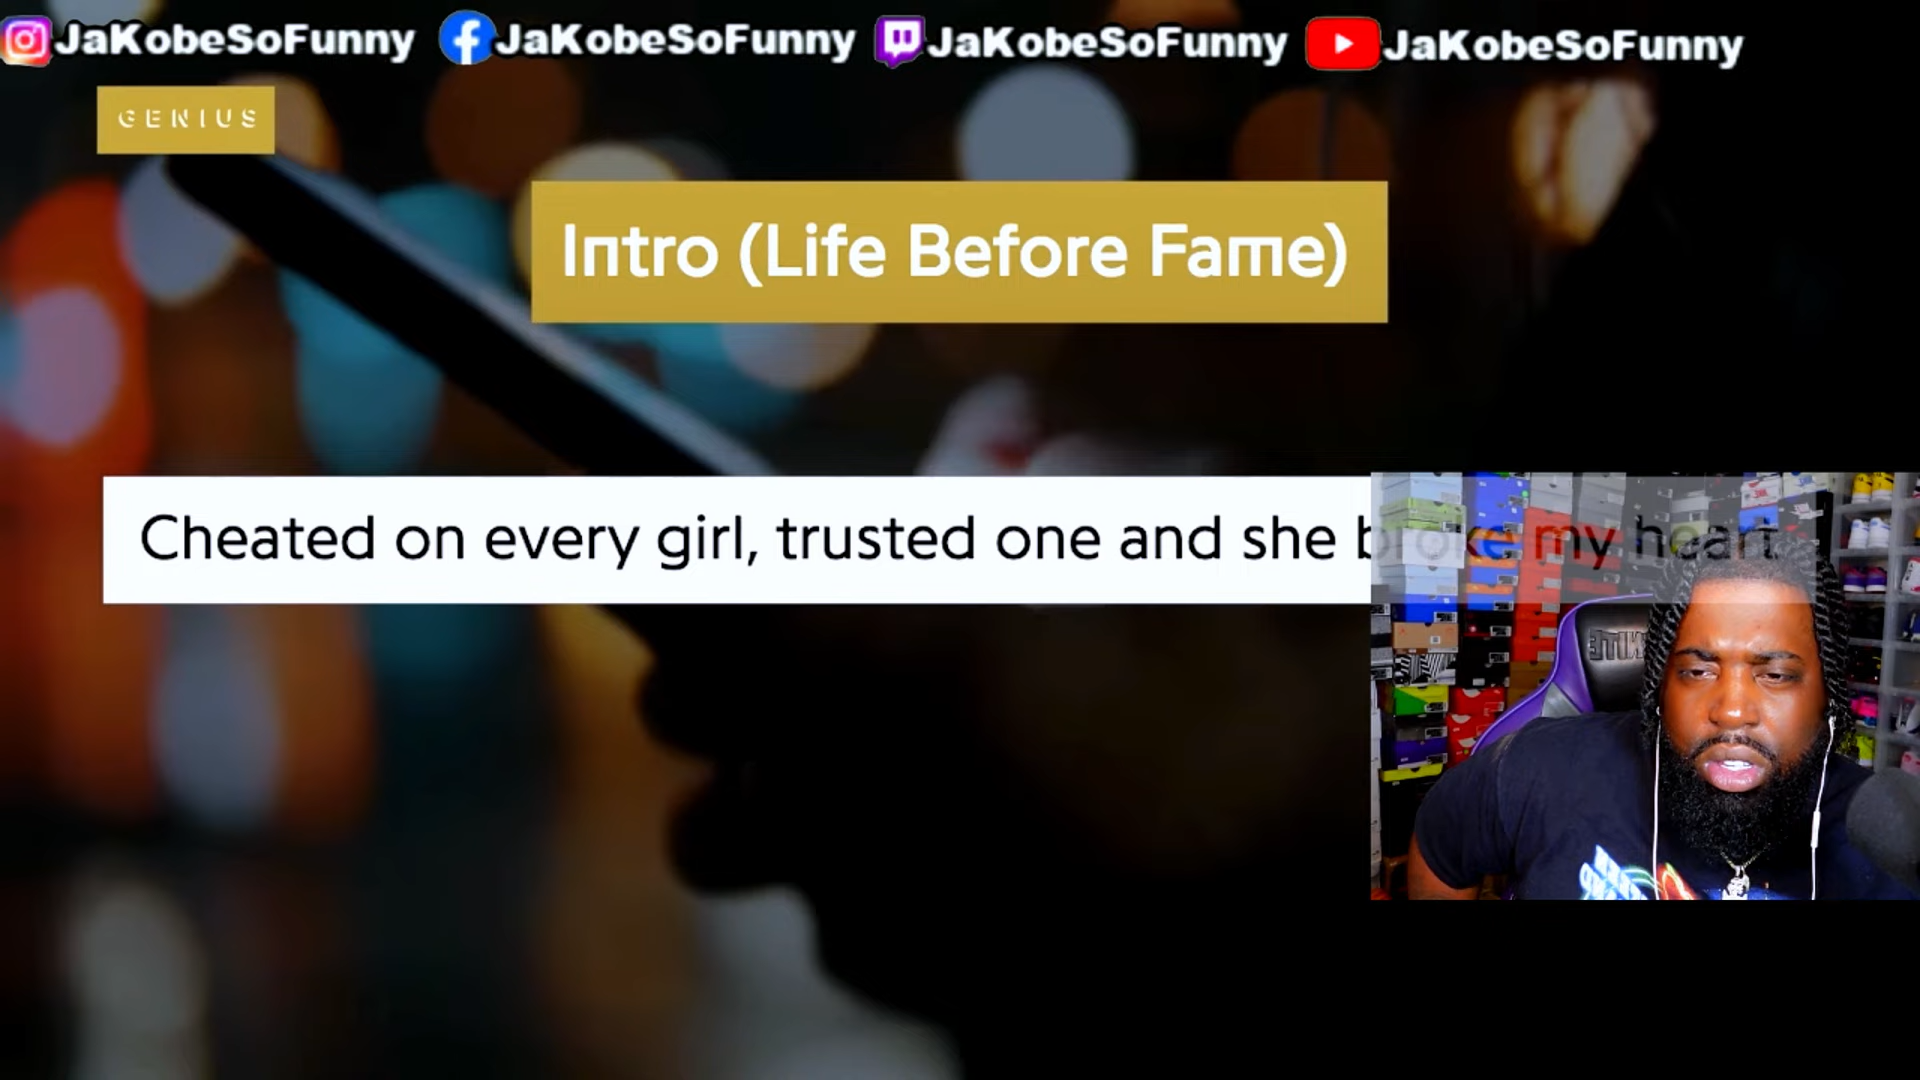 JaKobeSoFunny JaKobeSoFunny JaKobeSoFunny JaKobeSoFunny
GENIUS
Intro (Life Before Fame)
Cheated on every girl, trusted one and she broke my heart